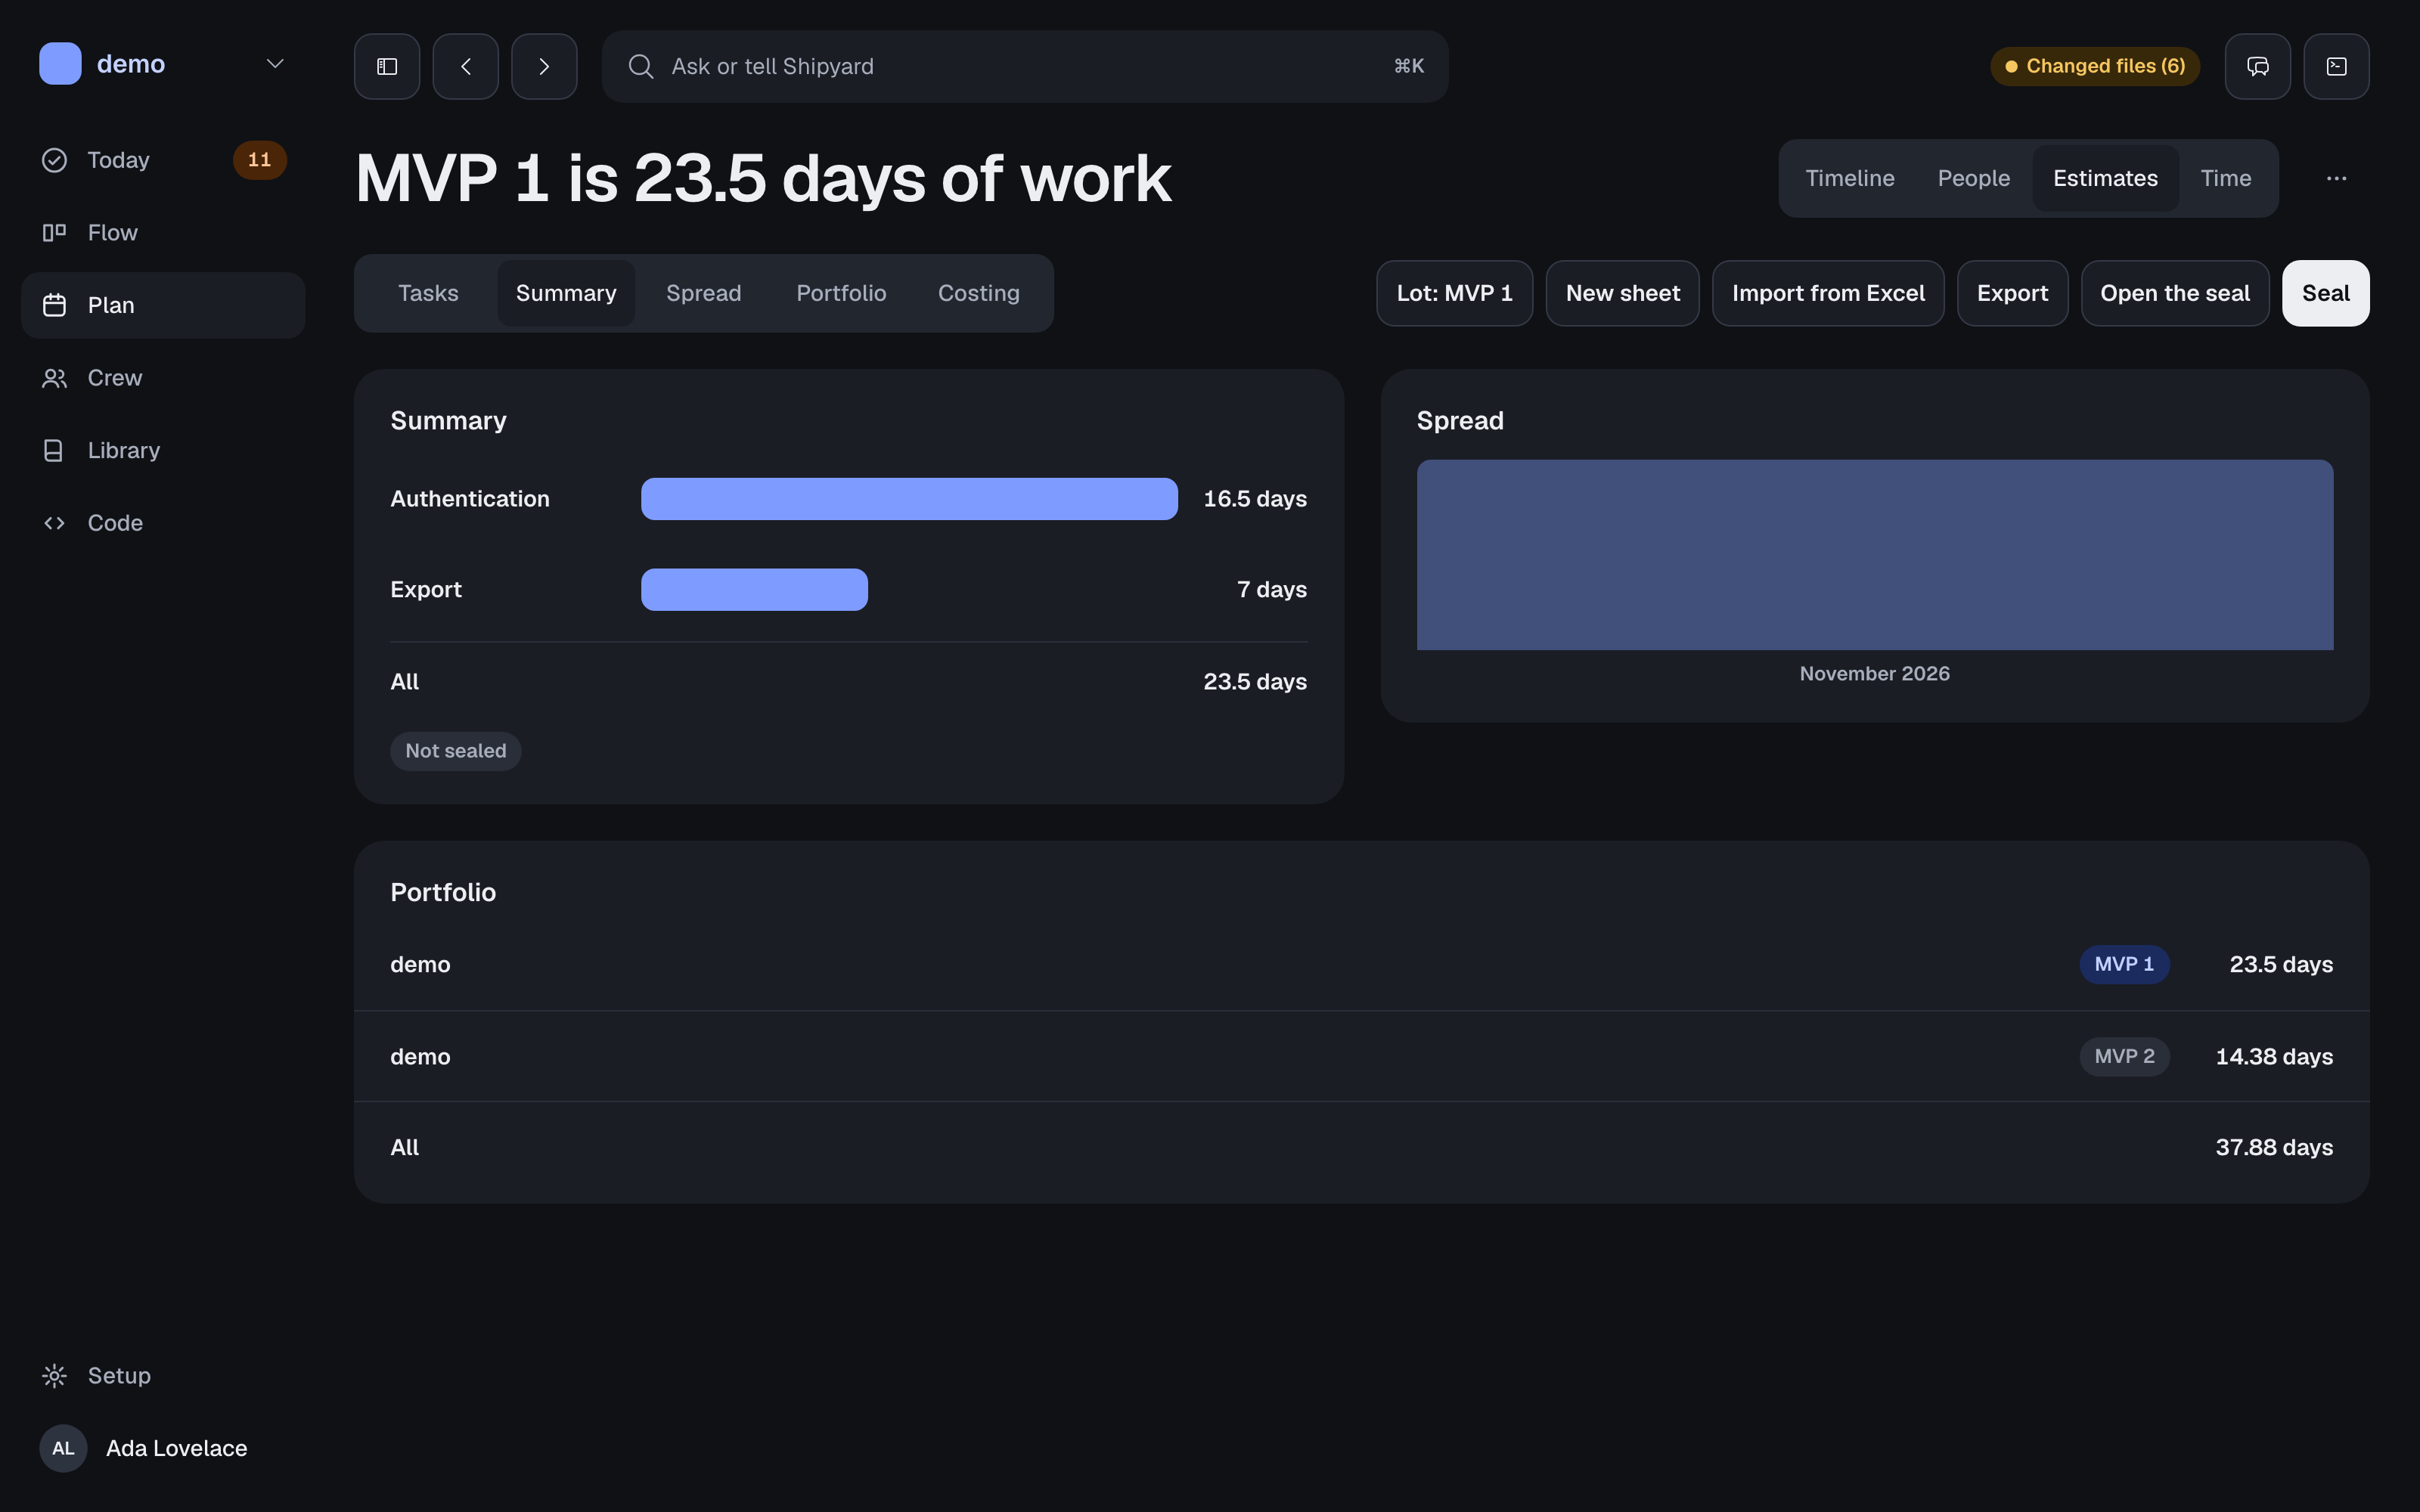 demo
Ask or tell Shipyard
⌘K
Changed files (6)
Today
11
Flow
Plan
Crew
Library
Code
Setup
AL
Ada Lovelace
MVP 1 is 23.5 days of work
Timeline
People
Estimates
Time
Tasks
Summary
Spread
Portfolio
Costing
Lot: MVP 1
New sheet
Import from Excel
Export
Open the seal
Seal
Summary
Authentication
16.5 days
Export
7 days
All
23.5 days
Not sealed
Spread
November 2026
Portfolio
demo
MVP 1
23.5 days
demo
MVP 2
14.38 days
All
37.88 days